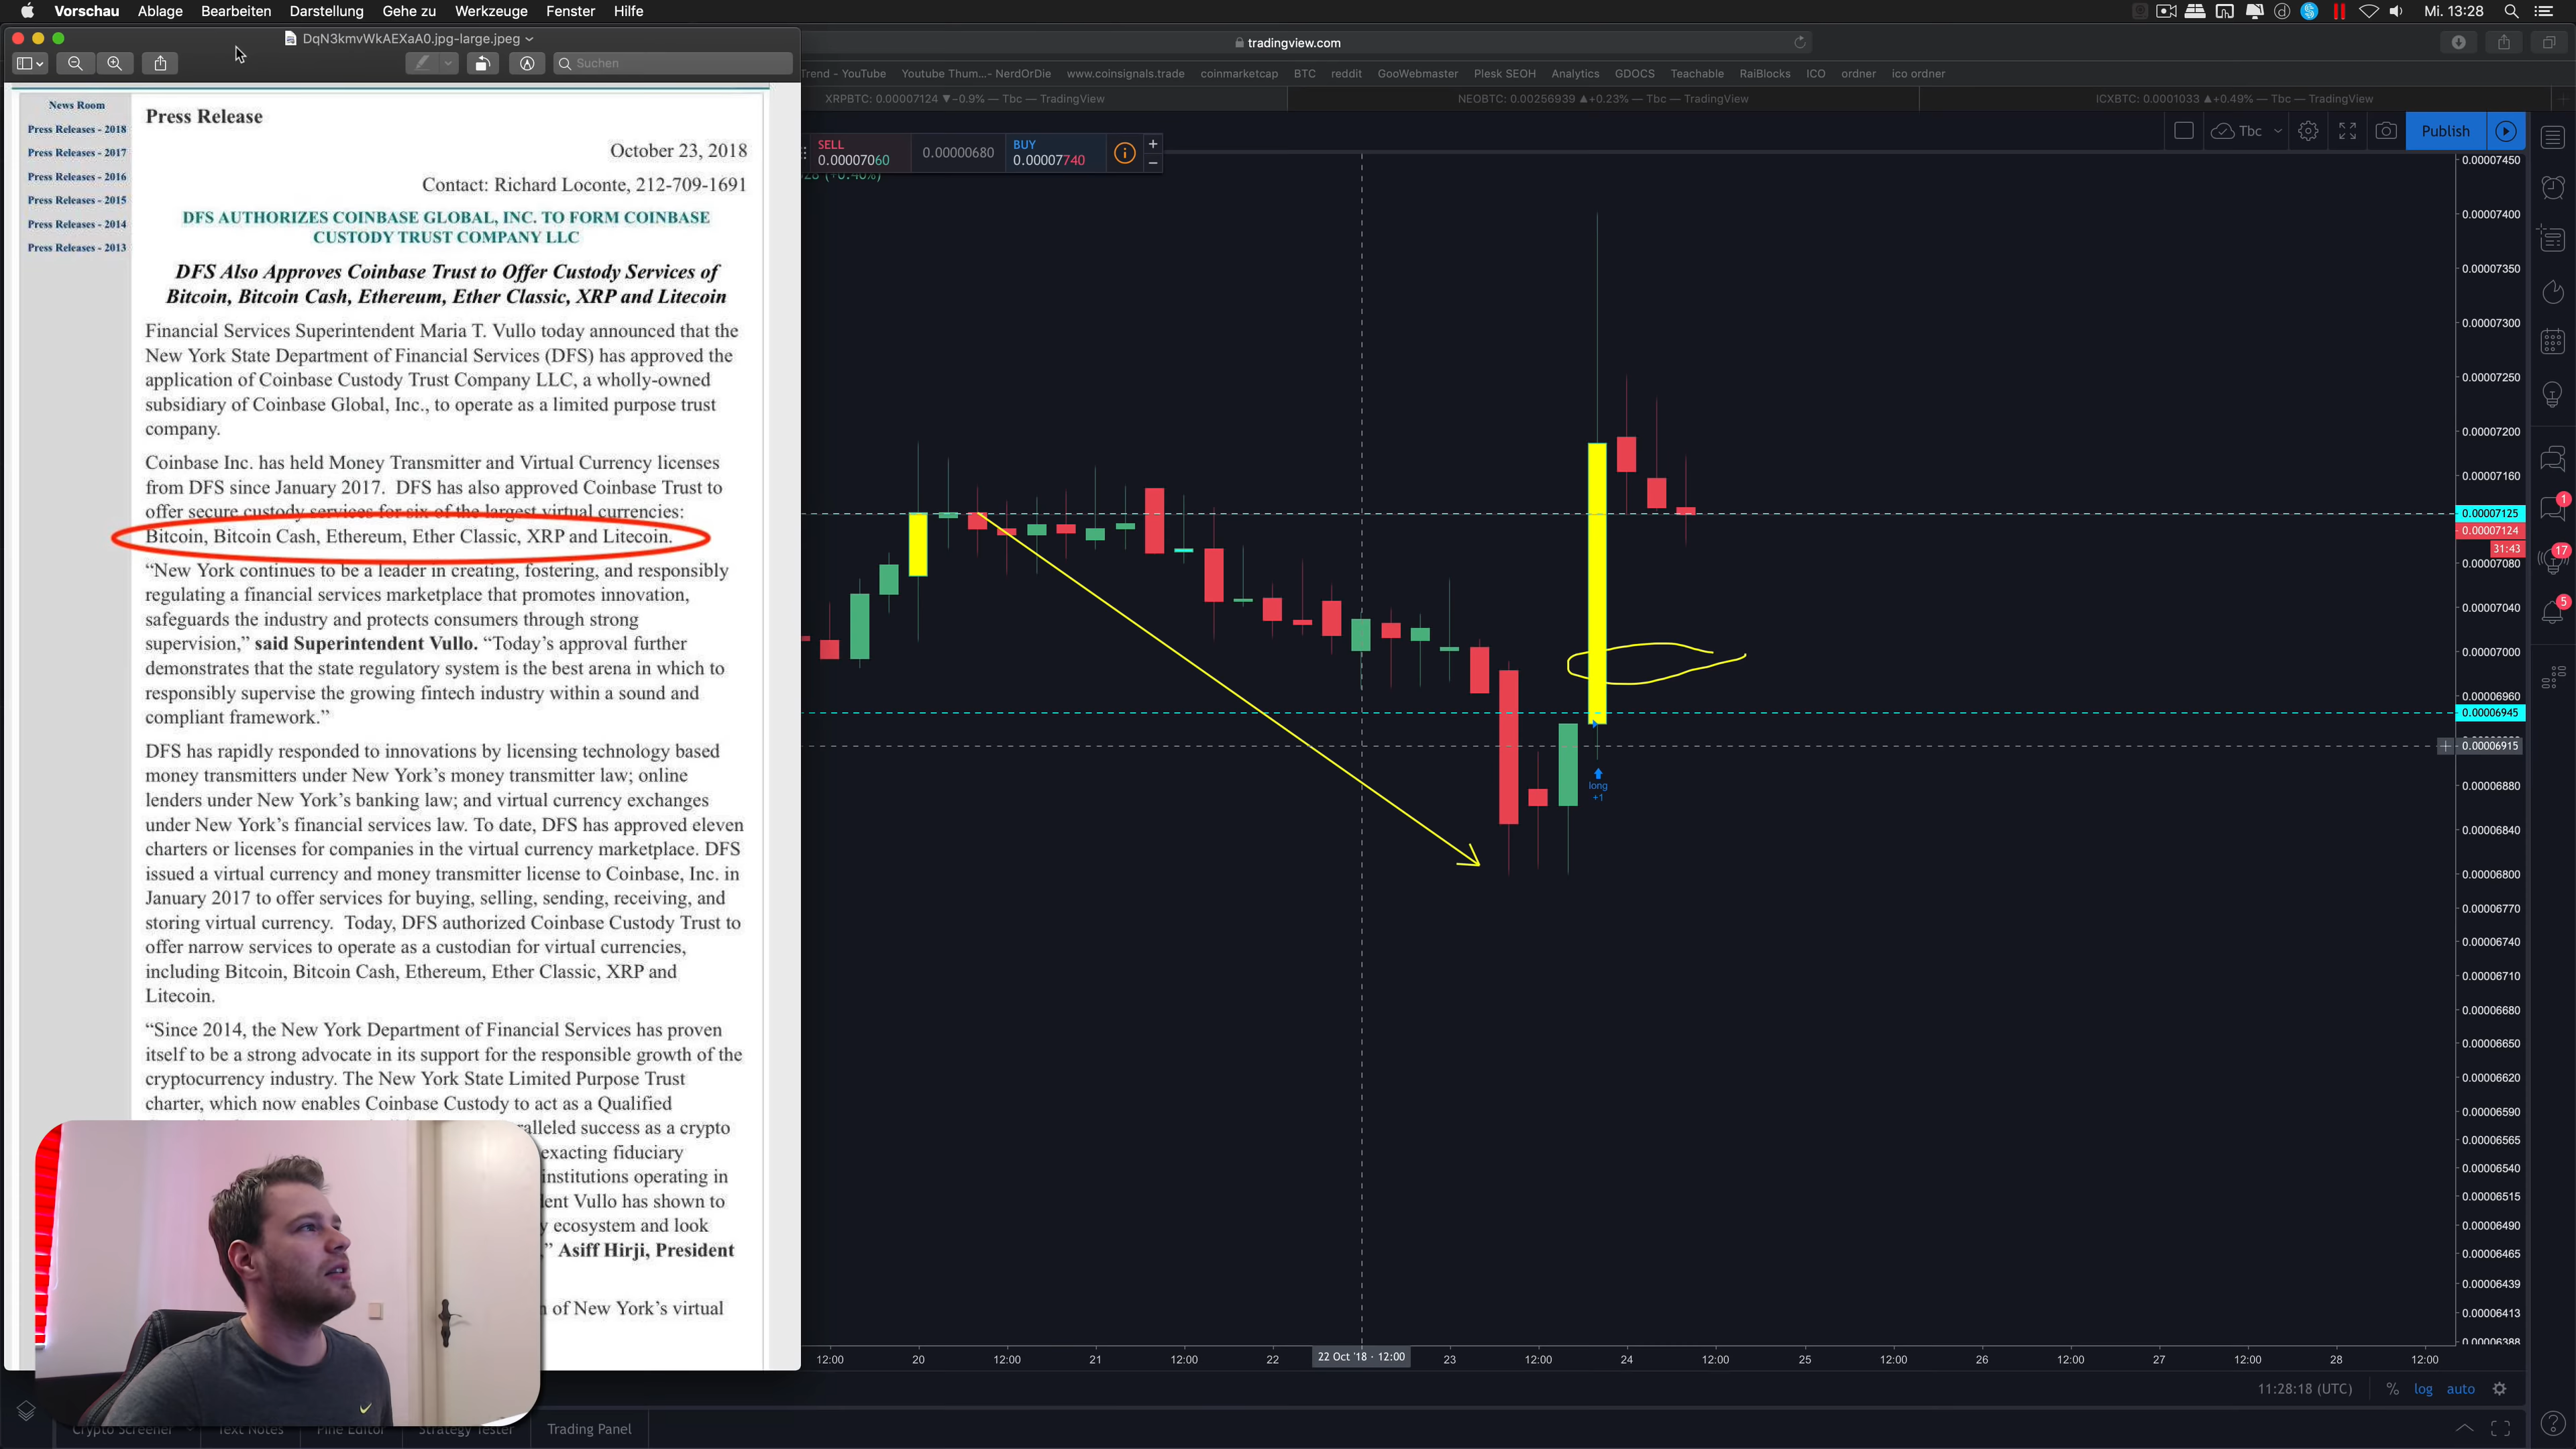 Vorschau Ablage Bearbeiten Darstellung Gehe zu Werkzeuge Fenster Hilfe
Mi. 13:28
DqN3kmvWkAEXaA0.jpg-large.jpeg
Suchen
tradingview.com
Trend - YouTube Youtube Thum...- NerdOrDie www.coinsignals.trade coinmarketcap BTC reddit GooWebmaster Plesk SEOH Analytics GDOCS Teachable RaiBlocks ICO ordner ico ordner
XRPBTC: 0.00007124 ▼−0.9% — Tbc — TradingView
NEOBTC: 0.00256939 ▲+0.23% — Tbc — TradingView
ICXBTC: 0.0001033 ▲+0.49% — Tbc — TradingView
News Room
Press Releases - 2018
Press Releases - 2017
Press Releases - 2016
Press Releases - 2015
Press Releases - 2014
Press Releases - 2013
Press Release
October 23, 2018
Contact: Richard Loconte, 212-709-1691
DFS AUTHORIZES COINBASE GLOBAL, INC. TO FORM COINBASE
CUSTODY TRUST COMPANY LLC
DFS Also Approves Coinbase Trust to Offer Custody Services of
Bitcoin, Bitcoin Cash, Ethereum, Ether Classic, XRP and Litecoin
Financial Services Superintendent Maria T. Vullo today announced that the
New York State Department of Financial Services (DFS) has approved the
application of Coinbase Custody Trust Company LLC, a wholly-owned
subsidiary of Coinbase Global, Inc., to operate as a limited purpose trust
company.
Coinbase Inc. has held Money Transmitter and Virtual Currency licenses
from DFS since January 2017. DFS has also approved Coinbase Trust to
offer secure custody services for six of the largest virtual currencies:
Bitcoin, Bitcoin Cash, Ethereum, Ether Classic, XRP and Litecoin.
“New York continues to be a leader in creating, fostering, and responsibly
regulating a financial services marketplace that promotes innovation,
safeguards the industry and protects consumers through strong
supervision,” said Superintendent Vullo. “Today’s approval further
demonstrates that the state regulatory system is the best arena in which to
responsibly supervise the growing fintech industry within a sound and
compliant framework.”
DFS has rapidly responded to innovations by licensing technology based
money transmitters under New York’s money transmitter law; online
lenders under New York’s banking law; and virtual currency exchanges
under New York’s financial services law. To date, DFS has approved eleven
charters or licenses for companies in the virtual currency marketplace. DFS
issued a virtual currency and money transmitter license to Coinbase, Inc. in
January 2017 to offer services for buying, selling, sending, receiving, and
storing virtual currency. Today, DFS authorized Coinbase Custody Trust to
offer narrow services to operate as a custodian for virtual currencies,
including Bitcoin, Bitcoin Cash, Ethereum, Ether Classic, XRP and
Litecoin.
“Since 2014, the New York Department of Financial Services has proven
itself to be a strong advocate in its support for the responsible growth of the
cryptocurrency industry. The New York State Limited Purpose Trust
charter, which now enables Coinbase Custody to act as a Qualified
ralleled success as a crypto
exacting fiduciary
institutions operating in
ent Vullo has shown to
y ecosystem and look
” Asiff Hirji, President
of New York’s virtual
SELL
0.00007060
0.00000680
BUY
0.00007740
Tbc
Publish
0.00007450
0.00007400
0.00007350
0.00007300
0.00007250
0.00007200
0.00007160
0.00007125
0.00007124
31:43
0.00007080
0.00007040
0.00007000
0.00006960
0.00006945
0.00006915
0.00006880
0.00006840
0.00006800
0.00006770
0.00006740
0.00006710
0.00006680
0.00006650
0.00006620
0.00006590
0.00006565
0.00006540
0.00006515
0.00006490
0.00006465
0.00006439
0.00006413
0.00006388
1
17
5
long
+1
12:00 20 12:00 21 12:00 22 22 Oct '18 - 12:00 23 12:00 24 12:00 25 12:00 26 12:00 27 12:00 28 12:00
11:28:18 (UTC) % log auto
Crypto Screener Text Notes Pine Editor Strategy Tester Trading Panel